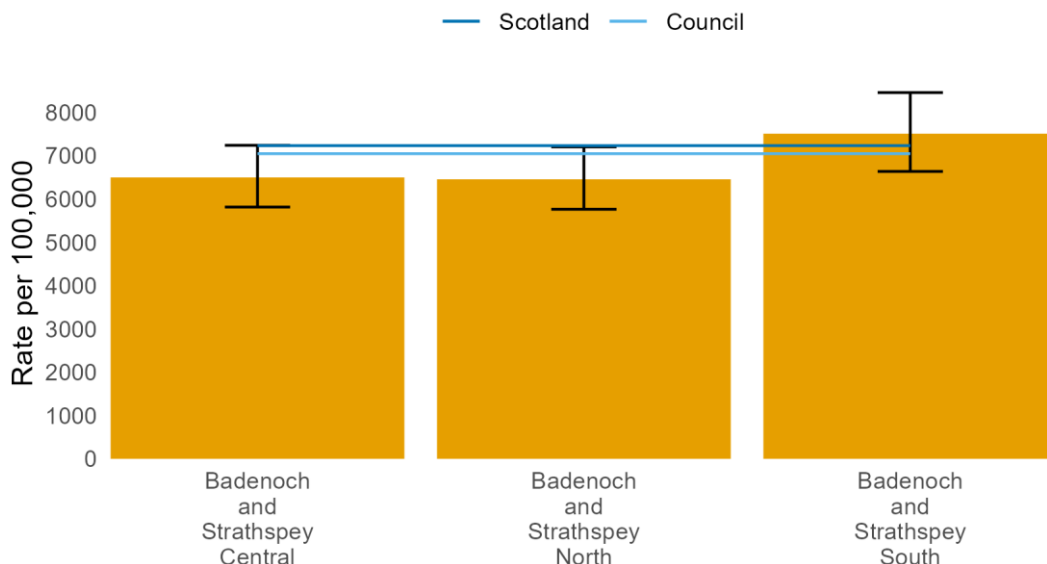 Scotland Council
Rate per 100,000
8000
7000
6000
5000
4000
3000
2000
1000
0
Badenoch
and
Strathspey
Central
Badenoch
and
Strathspey
North
Badenoch
and
Strathspey
South